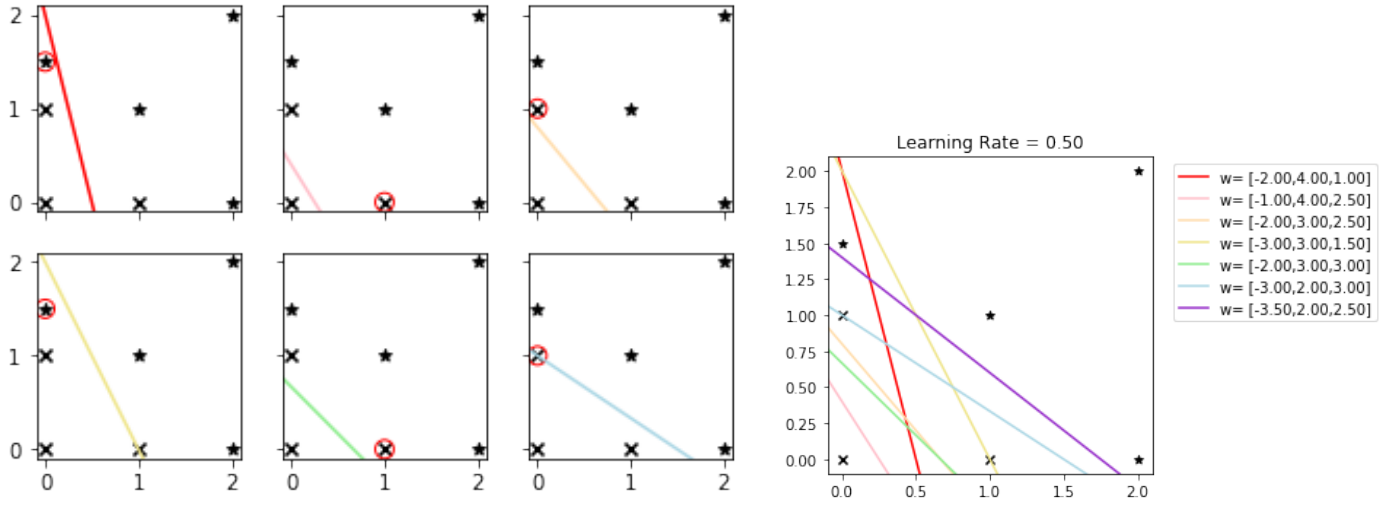 2
1
0
2
1
0
0 1 2
0 1 2
0 1 2
Learning Rate = 0.50
2.00
1.75
1.50
1.25
1.00
0.75
0.50
0.25
0.00
0.0 0.5 1.0 1.5 2.0
w= [-2.00,4.00,1.00]
w= [-1.00,4.00,2.50]
w= [-2.00,3.00,2.50]
w= [-3.00,3.00,1.50]
w= [-2.00,3.00,3.00]
w= [-3.00,2.00,3.00]
w= [-3.50,2.00,2.50]